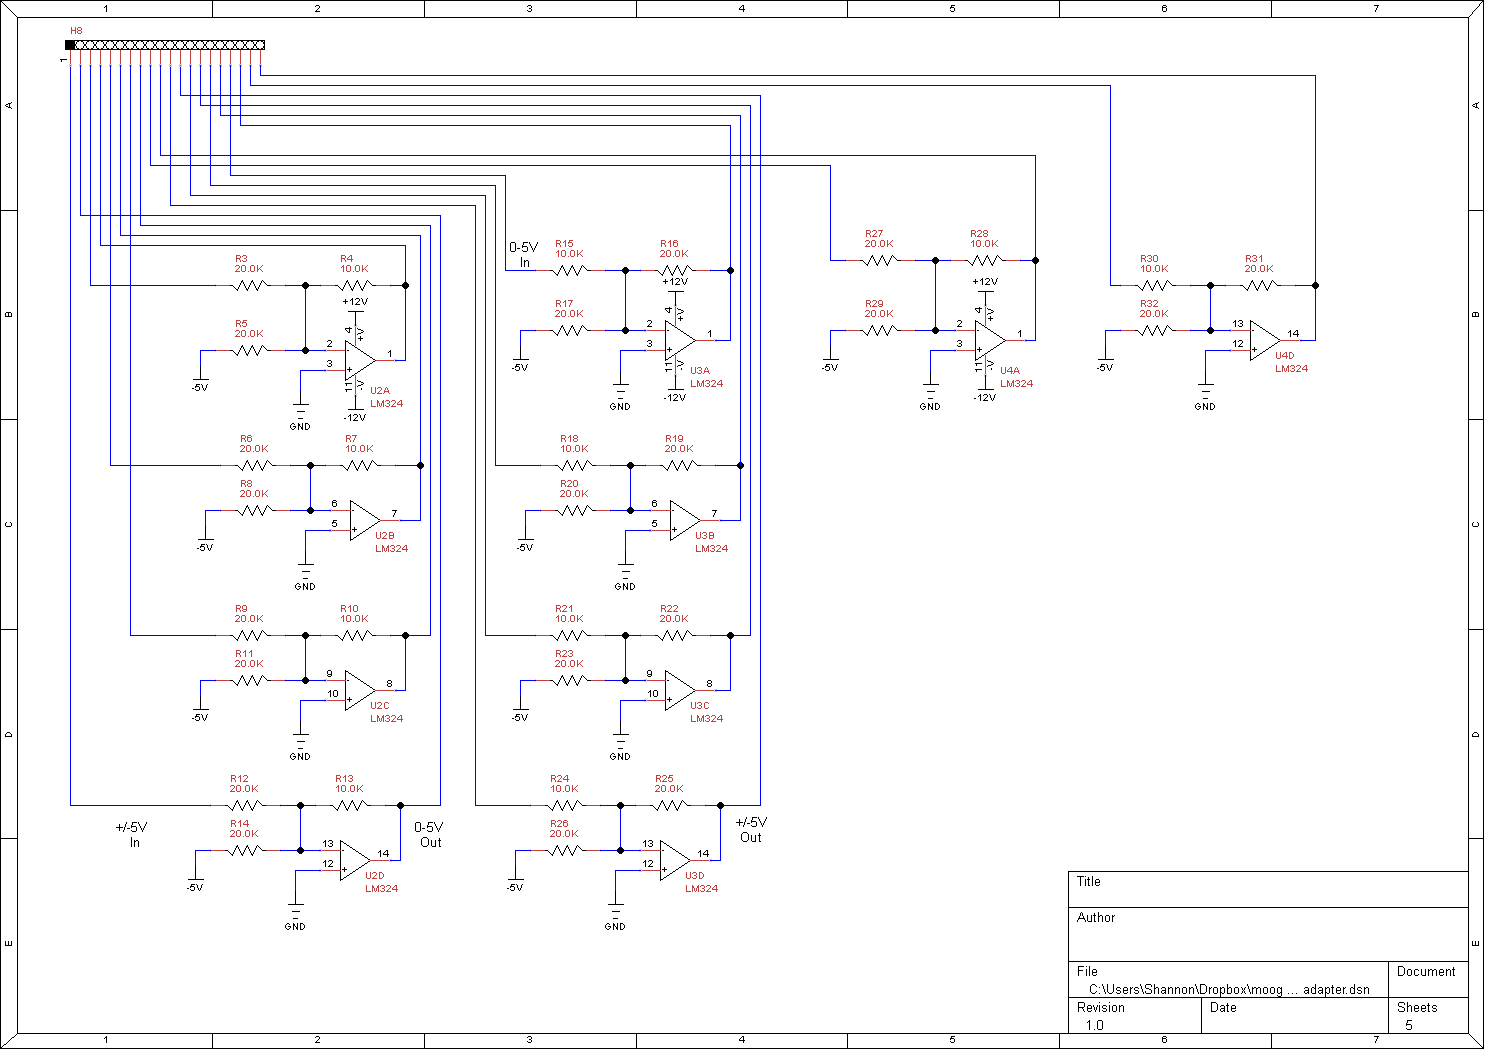 1 2 3 4 5 6 7
H8
1
A A
0-5V
In
R15
10.0K
R16
20.0K
+12V
R17
20.0K
2
3
4
+V
1
11
-V
U3A
LM324
-12V
-5V
GND
R27
20.0K
R28
10.0K
+12V
R29
20.0K
2
3
4
+V
1
11
-V
U4A
LM324
-12V
-5V
GND
R30
10.0K
R31
20.0K
R32
20.0K
13
12
14
U4D
LM324
-5V
GND
R3
20.0K
R4
10.0K
+12V
R5
20.0K
2
3
4
+V
1
11
-V
U2A
LM324
-12V
-5V
GND
B B
R6
20.0K
R7
10.0K
R8
20.0K
6
5
7
U2B
LM324
-5V
GND
R18
10.0K
R19
20.0K
R20
20.0K
6
5
7
U3B
LM324
-5V
GND
C C
R9
20.0K
R10
10.0K
R11
20.0K
9
10
8
U2C
LM324
-5V
GND
R21
10.0K
R22
20.0K
R23
20.0K
9
10
8
U3C
LM324
-5V
GND
D D
R12
20.0K
R13
10.0K
R14
20.0K
+/-5V
In
13
12
14
U2D
LM324
0-5V
Out
-5V
GND
R24
10.0K
R25
20.0K
R26
20.0K
13
12
14
U3D
LM324
+/-5V
Out
-5V
GND
E E
Title
Author
File
C:\Users\Shannon\Dropbox\moog ... adapter.dsn
Document
Revision
1.0
Date
Sheets
5
1 2 3 4 5 6 7